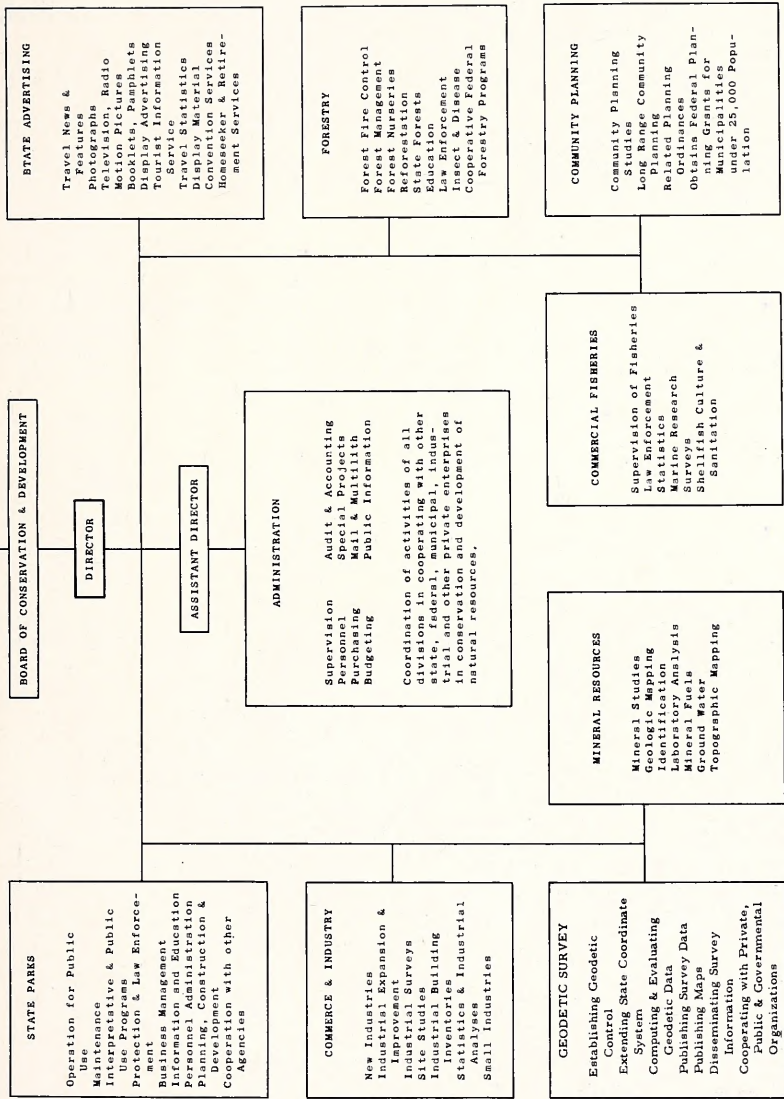 BOARD OF CONSERVATION & DEVELOPMENT
DIRECTOR
ASSISTANT DIRECTOR
ADMINISTRATION
Supervision Audit & Accounting
Personnel Special Projects
Purchasing Mail & Multilith
Budgeting Public Information
Coordination of activities of all
divisions in cooperating with other
state, federal, municipal, indus-
trial and other private enterprises
in conservation and development of
natural resources.
STATE PARKS
Operation for Public
Use
Maintenance
Interpretative & Public
Use Programs
Protection & Law Enforce-
ment
Business Management
Information and Education
Personnel Administration
Planning, Construction &
Development
Cooperation with other
Agencies
COMMERCE & INDUSTRY
New Industries
Industrial Expansion &
Improvement
Industrial Surveys
Site Studies
Industrial Building
Inventories
Statistics & Industrial
Analyses
Small Industries
GEODETIC SURVEY
Establishing Geodetic
Control
Extending State Coordinate
System
Computing & Evaluating
Geodetic Data
Publishing Survey Data
Publishing Maps
Disseminating Survey
Information
Cooperating with Private,
Public & Governmental
Organizations
MINERAL RESOURCES
Mineral Studies
Geologic Mapping
Identification
Laboratory Analysis
Mineral Fuels
Ground Water
Topographic Mapping
STATE ADVERTISING
Travel News &
Features
Photographs
Television, Radio
Motion Pictures
Booklets, Pamphlets
Display Advertising
Tourist Information
Service
Travel Statistics
Display Material
Convention Services
Homeseeker & Retire-
ment Services
FORESTRY
Forest Fire Control
Forest Management
Forest Nurseries
Reforestation
State Forests
Education
Law Enforcement
Insect & Disease
Cooperative Federal
Forestry Programs
COMMUNITY PLANNING
Community Planning
Studies
Long Range Community
Planning
Related Planning
Ordinances
Obtains Federal Plan-
ning Grants for
Municipalities
under 25,000 Popu-
lation
COMMERCIAL FISHERIES
Supervision of Fisheries
Law Enforcement
Statistics
Marine Research
Surveys
Shellfish Culture &
Sanitation